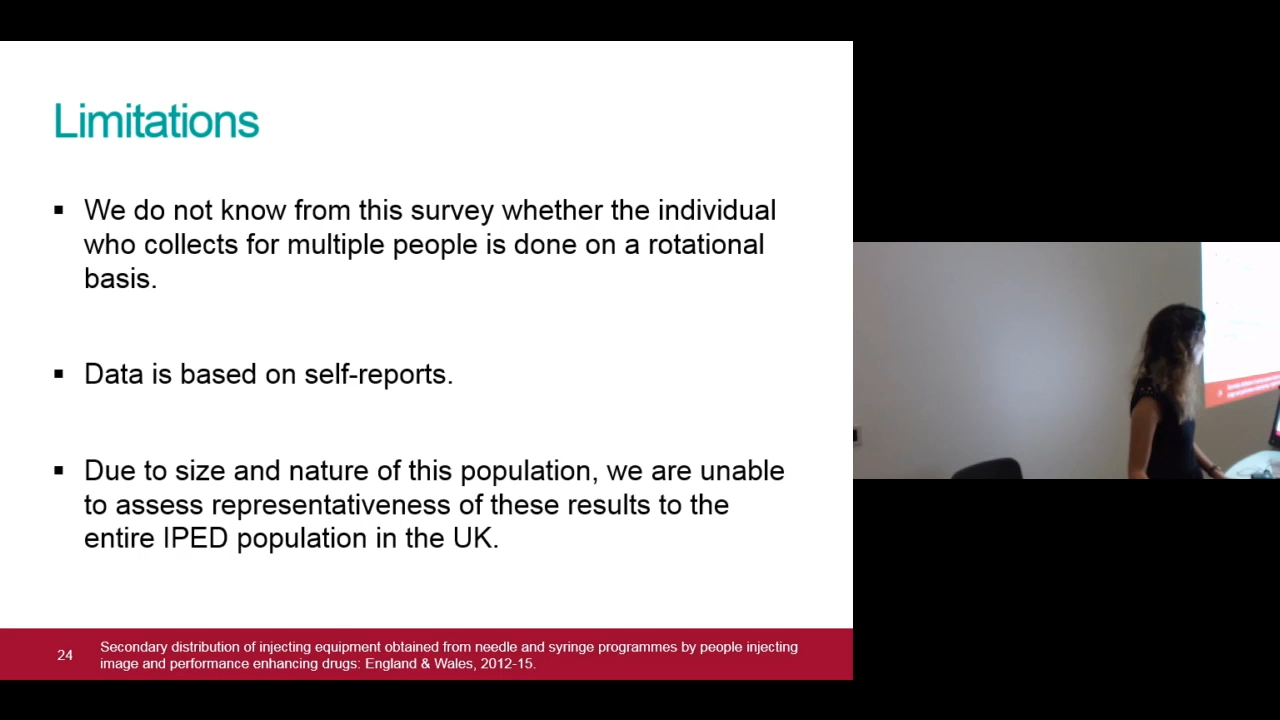 Limitations
▪ We do not know from this survey whether the individual
who collects for multiple people is done on a rotational
basis.
▪ Data is based on self-reports.
▪ Due to size and nature of this population, we are unable
to assess representativeness of these results to the
entire IPED population in the UK.
24
Secondary distribution of injecting equipment obtained from needle and syringe programmes by people injecting
image and performance enhancing drugs: England & Wales, 2012-15.